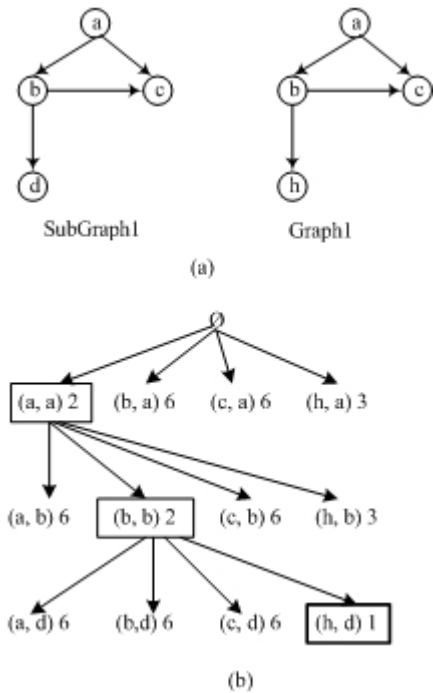 a a
b c b c
d h
SubGraph1 Graph1
(a)
Ø
(a, a) 2 (b, a) 6 (c, a) 6 (h, a) 3
(a, b) 6 (b, b) 2 (c, b) 6 (h, b) 3
(a, d) 6 (b,d) 6 (c, d) 6 (h, d) 1
(b)